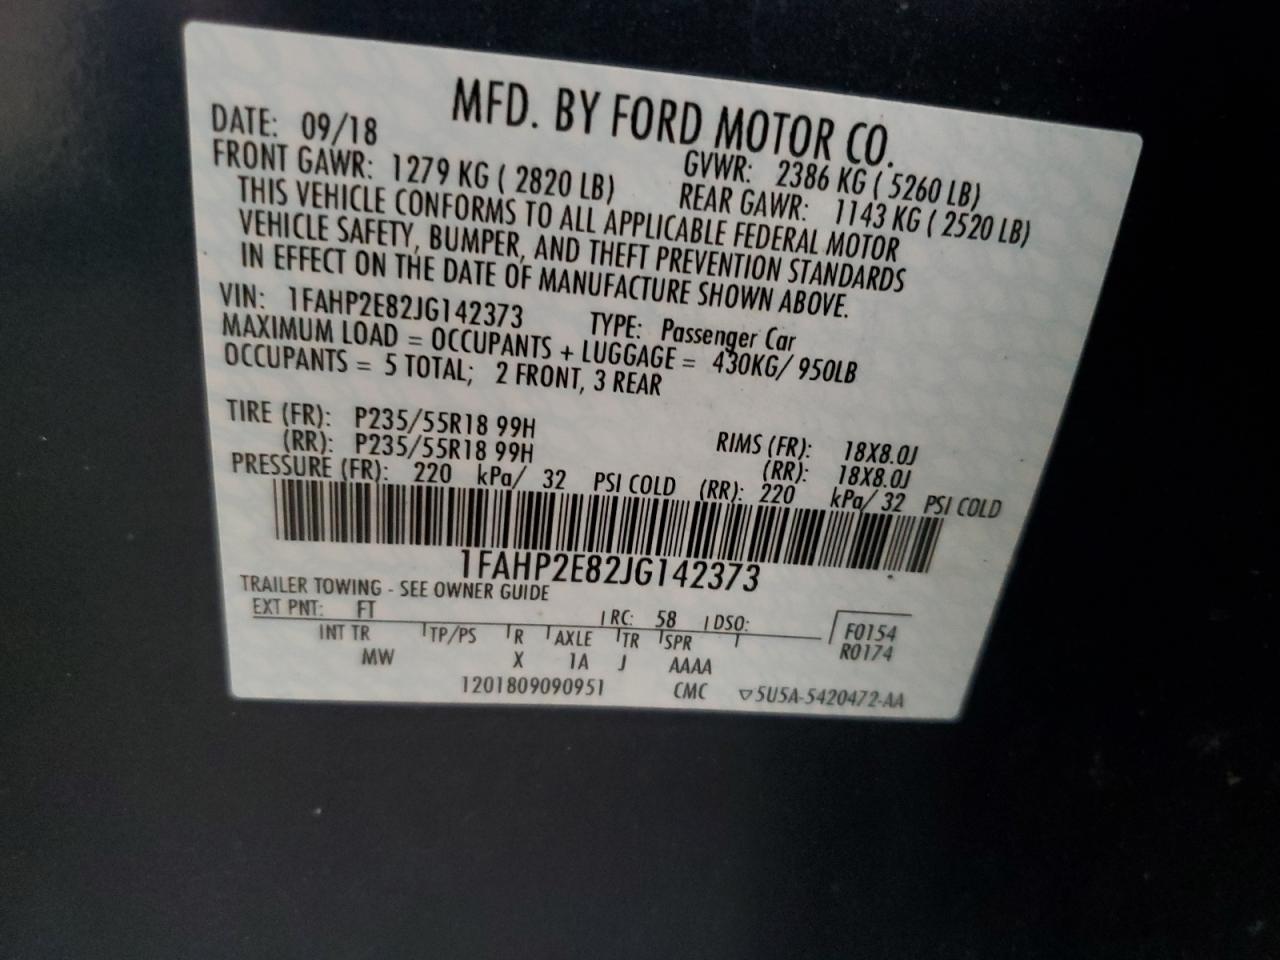 MFD. BY FORD MOTOR CO.
DATE: 09/18 GVWR: 2386 KG ( 5260 LB)
FRONT GAWR: 1279 KG ( 2820 LB) REAR GAWR: 1143 KG ( 2520 LB)
THIS VEHICLE CONFORMS TO ALL APPLICABLE FEDERAL MOTOR
VEHICLE SAFETY, BUMPER, AND THEFT PREVENTION STANDARDS
IN EFFECT ON THE DATE OF MANUFACTURE SHOWN ABOVE.
VIN: 1FAHP2E82JG142373 TYPE: Passenger Car
MAXIMUM LOAD = OCCUPANTS + LUGGAGE = 430KG/ 950LB
OCCUPANTS = 5 TOTAL; 2 FRONT, 3 REAR
TIRE (FR): P235/55R18 99H RIMS (FR): 18X8.0J
(RR): P235/55R18 99H (RR): 18X8.0J
PRESSURE (FR): 220 kPa/ 32 PSI COLD (RR): 220 kPa/ 32 PSI COLD
1FAHP2E82JG142373
TRAILER TOWING - SEE OWNER GUIDE
EXT PNT: FT RC: 58 DSO: F0154
INT TR TP/PS R AXLE TR SPR R0174
MW X 1A J AAAA
1201809090951 CMC ▽5U5A-5420472-AA